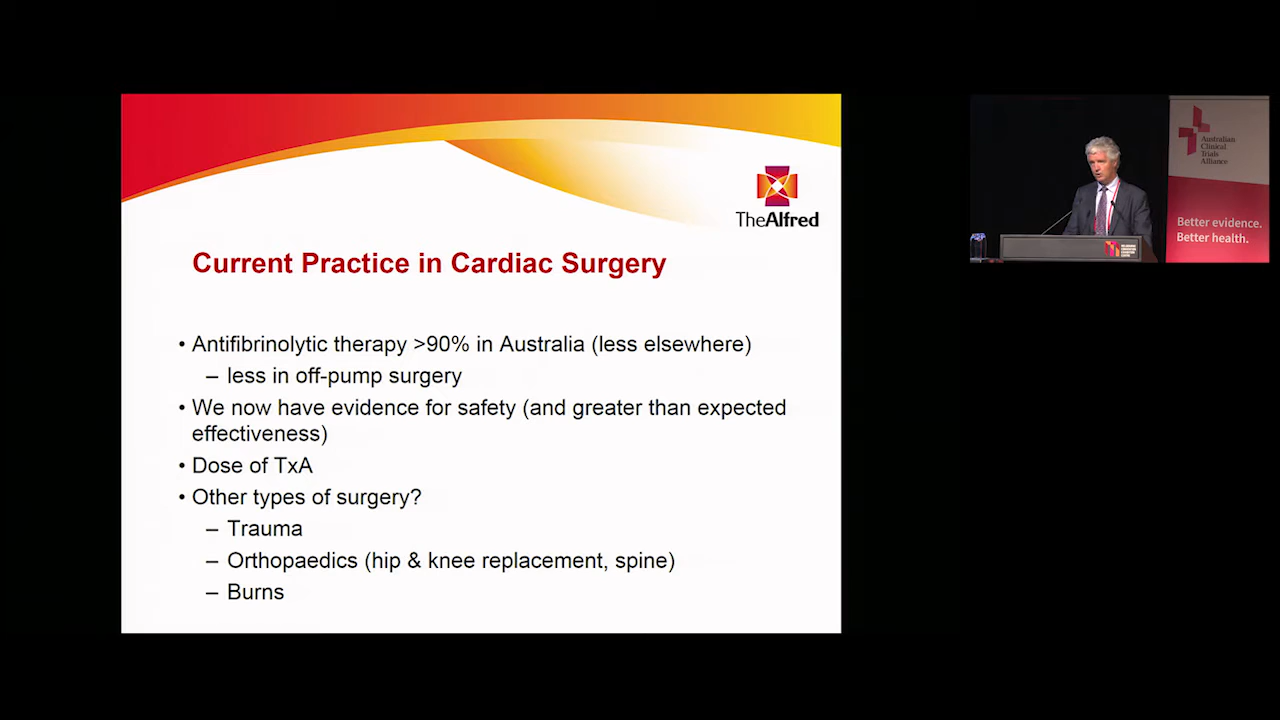 TheAlfred
Current Practice in Cardiac Surgery
• Antifibrinolytic therapy >90% in Australia (less elsewhere)
– less in off-pump surgery
• We now have evidence for safety (and greater than expected
effectiveness)
• Dose of TxA
• Other types of surgery?
– Trauma
– Orthopaedics (hip & knee replacement, spine)
– Burns
Australian
Clinical
Trials
Alliance
Better evidence.
Better health.